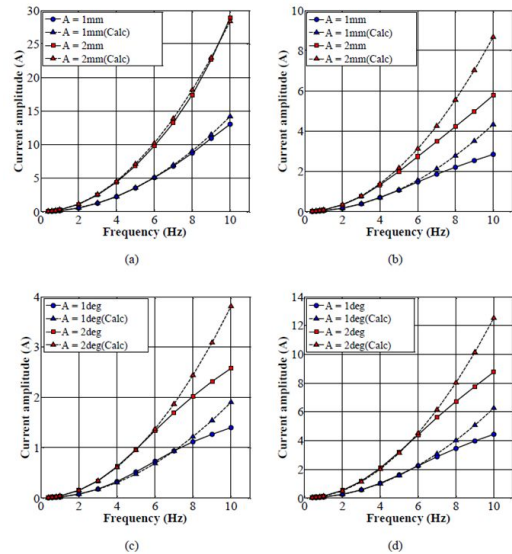 A = 1mm
A = 1mm(Calc)
A = 2mm
A = 2mm(Calc)
Current amplitude (A)
30
25
20
15
10
5
0
0 2 4 6 8 10
Frequency (Hz)
(a)
A = 1mm
A = 1mm(Calc)
A = 2mm
A = 2mm(Calc)
Current amplitude (A)
10
8
6
4
2
0
0 2 4 6 8 10
Frequency (Hz)
(b)
A = 1deg
A = 1deg(Calc)
A = 2deg
A = 2deg(Calc)
Current amplitude (A)
4
3
2
1
0
0 2 4 6 8 10
Frequency (Hz)
(c)
A = 1deg
A = 1deg(Calc)
A = 2deg
A = 2deg(Calc)
Current amplitude (A)
14
12
10
8
6
4
2
0
0 2 4 6 8 10
Frequency (Hz)
(d)